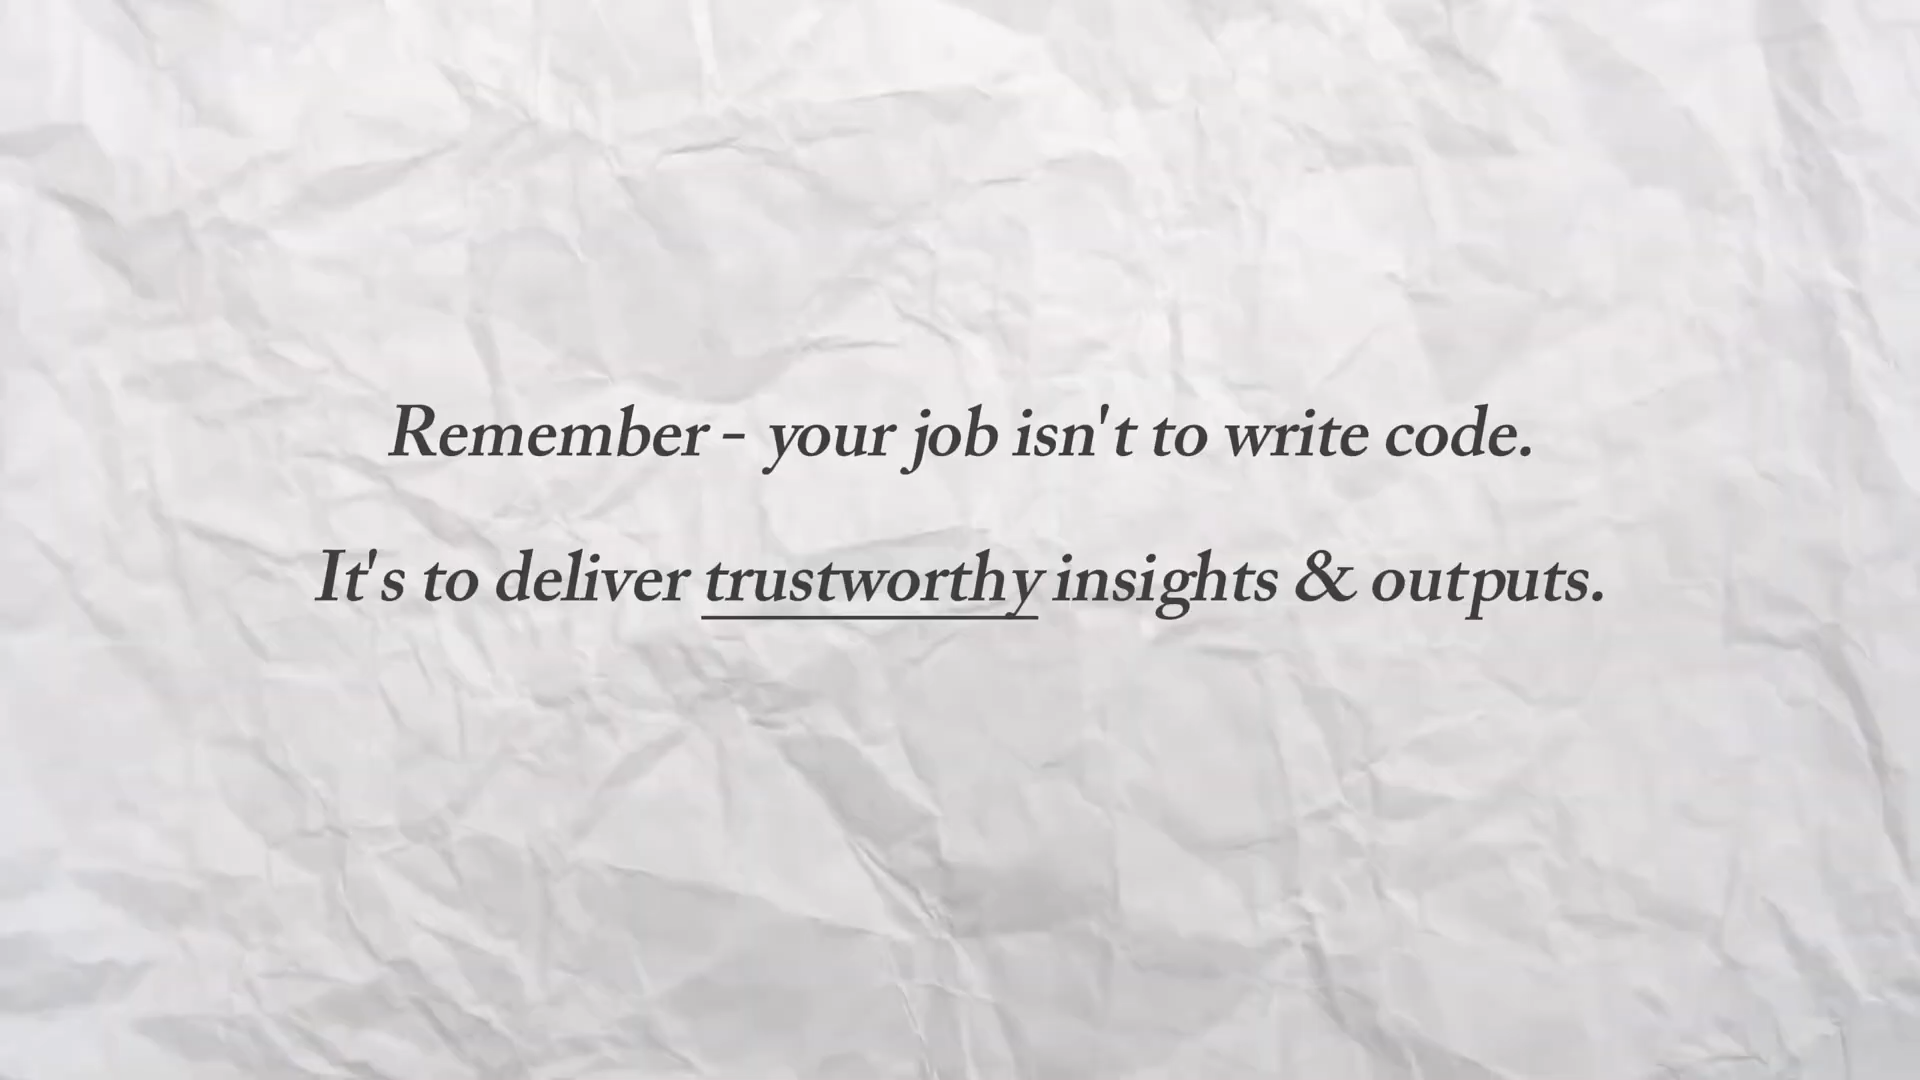 Remember - your job isn't to write code.
It's to deliver trustworthy insights & outputs.